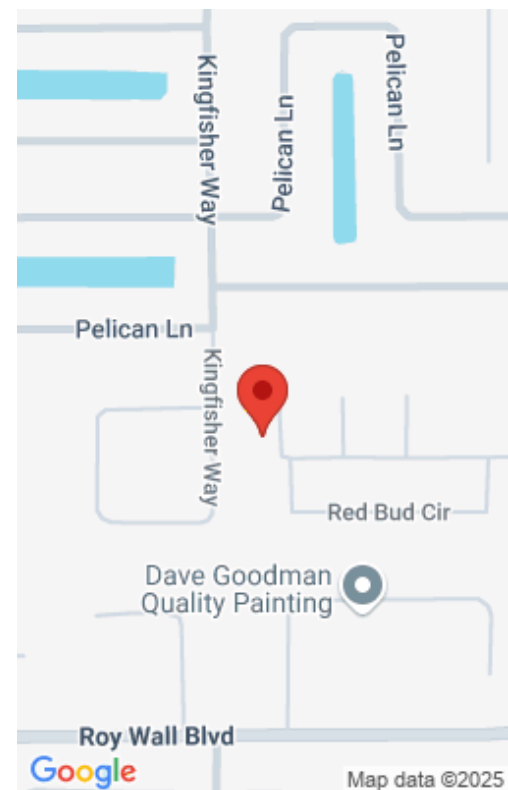 Kingfisher Way
Pelican Ln
Pelican Ln
Pelican Ln
Kingfisher Way
Red Bud Cir
Dave Goodman
Quality Painting
Roy Wall Blvd
Google
Map data ©2025